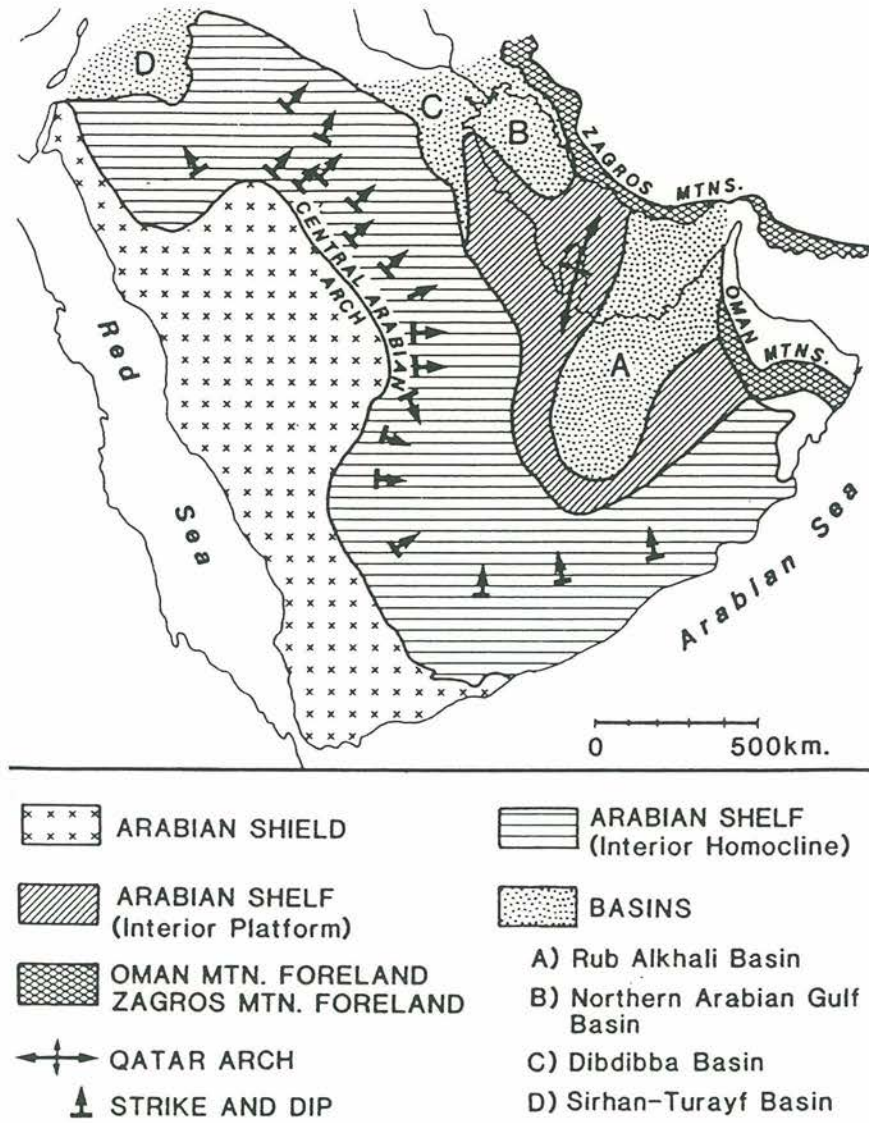 D
C
B
ZAGROS
MTNS.
CENTRAL ARABIAN
ARCH
OMAN
MTNS.
A
Red
Sea
Arabian Sea
0 500km.
ARABIAN SHIELD
ARABIAN SHELF
(Interior Platform)
OMAN MTN. FORELAND
ZAGROS MTN. FORELAND
QATAR ARCH
STRIKE AND DIP
ARABIAN SHELF
(Interior Homocline)
BASINS
A) Rub Alkhali Basin
B) Northern Arabian Gulf
Basin
C) Dibdibba Basin
D) Sirhan-Turayf Basin